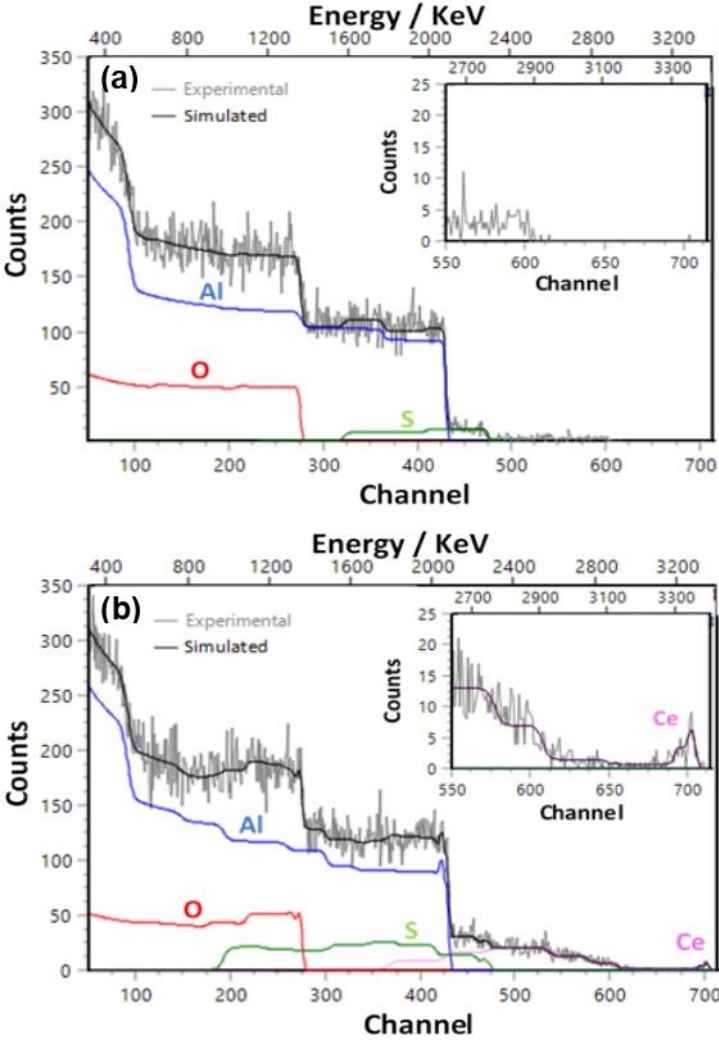 Energy / KeV
400 800 1200 1600 2000 2400 2800 3200
(a)
Experimental
Simulated
350
300
250
200
150
100
50
Counts
Al
O
S
100 200 300 400 500 600 700
Channel
2700 2900 3100 3300
25
20
15
10
5
0
Counts
550 600 650 700
Channel
Energy / KeV
400 800 1200 1600 2000 2400 2800 3200
(b)
Experimental
Simulated
350
300
250
200
150
100
50
0
Counts
Al
O
S
Ce
100 200 300 400 500 600 700
Channel
2700 2900 3100 3300
25
20
15
10
5
0
Counts
Ce
550 600 650 700
Channel